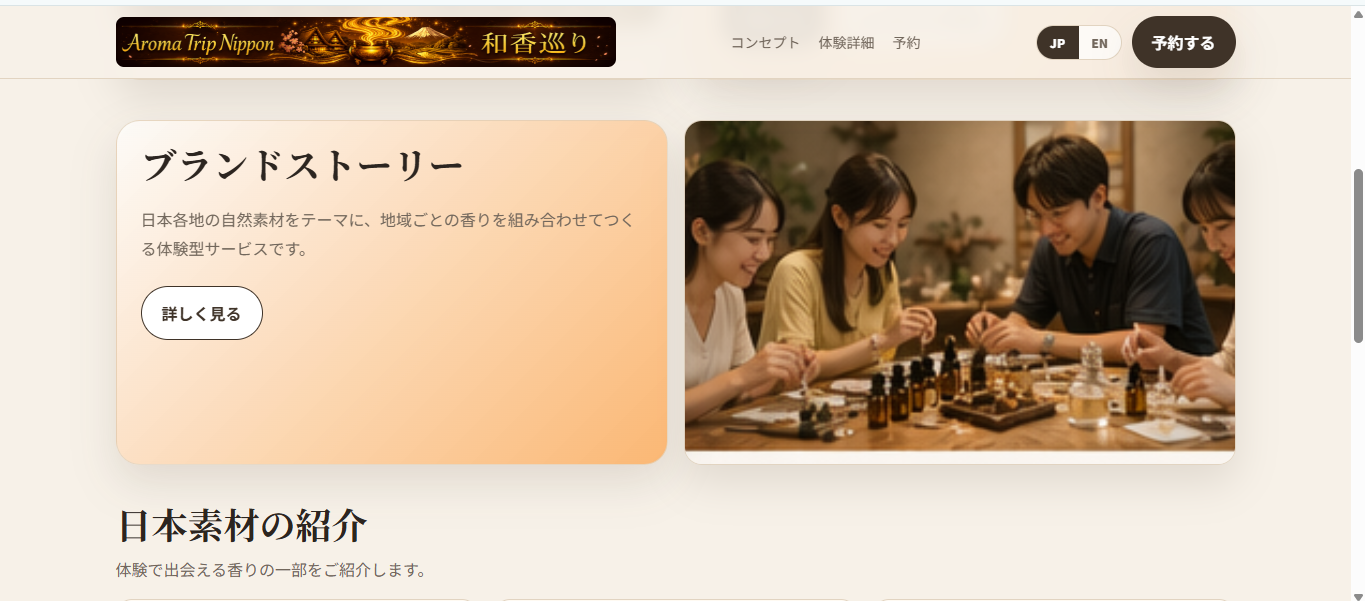 Aroma Trip Nippon 和香巡り
コンセプト 体験詳細 予約
JP EN
予約する
ブランドストーリー
日本各地の自然素材をテーマに、地域ごとの香りを組み合わせてつく
る体験型サービスです。
詳しく見る
日本素材の紹介
体験で出会える香りの一部をご紹介します。